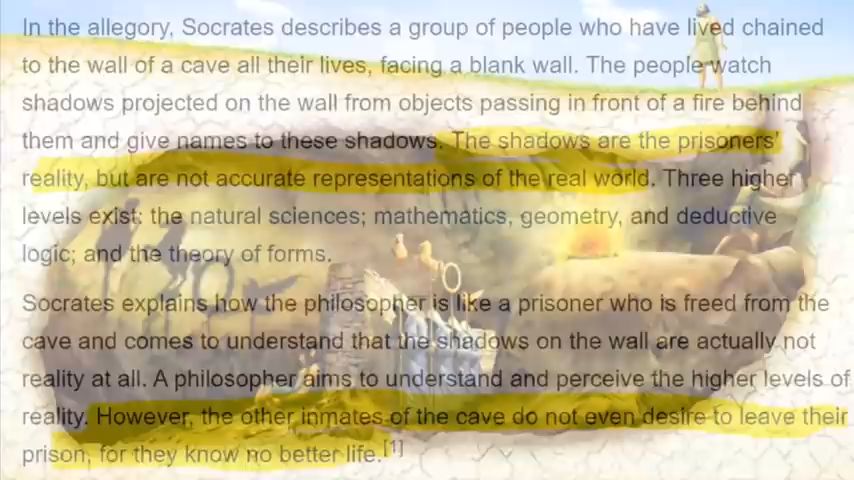 In the allegory, Socrates describes a group of people who have lived chained
to the wall of a cave all their lives, facing a blank wall. The people watch
shadows projected on the wall from objects passing in front of a fire behind
them and give names to these shadows. The shadows are the prisoners'
reality, but are not accurate representations of the real world. Three higher
levels exist: the natural sciences; mathematics, geometry, and deductive
logic; and the theory of forms.
Socrates explains how the philosopher is like a prisoner who is freed from the
cave and comes to understand that the shadows on the wall are actually not
reality at all. A philosopher aims to understand and perceive the higher levels of
reality. However, the other inmates of the cave do not even desire to leave their
prison, for they know no better life.[1]